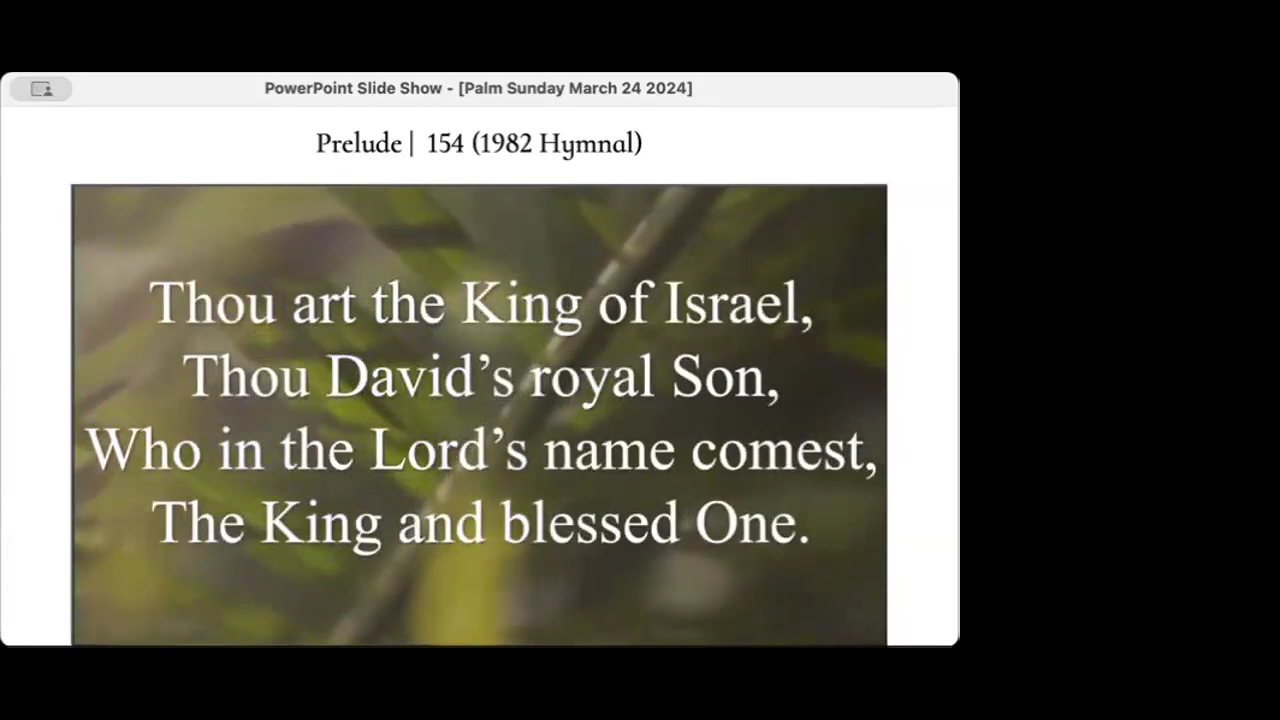 PowerPoint Slide Show - [Palm Sunday March 24 2024]
Prelude | 154 (1982 Hymnal)
Thou art the King of Israel,
Thou David’s royal Son,
Who in the Lord’s name comest,
The King and blessed One.